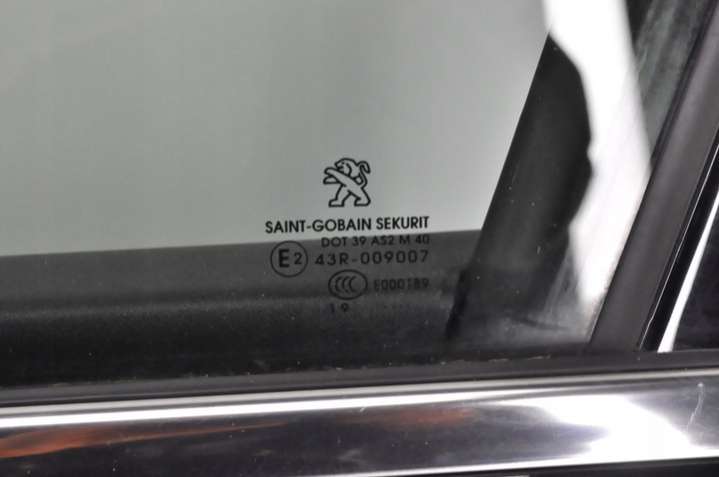 SAINT-GOBAIN SEKURIT
DOT 39 AS2 M 40
E2 43R-009007
CCC E000189
19